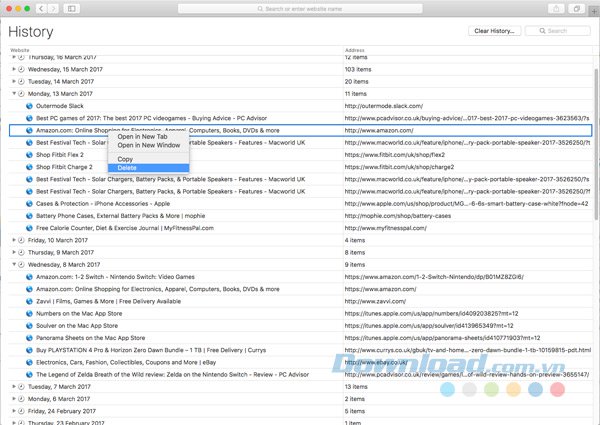 Search or enter website name
History
Clear History...
Search
Website Address
Thursday, 16 March 2017 12 items
Wednesday, 15 March 2017 103 items
Tuesday, 14 March 2017 20 items
Monday, 13 March 2017 11 items
Outermode Slack http://outermode.slack.com/
Best PC games of 2017: The best 2017 PC videogames - Buying Advice - PC Advisor http://www.pcadvisor.co.uk/buying-advice/...017-best-2017-pc-videogames-3623563/
Amazon.com: Online Shopping for Electronics, Apparel, Computers, Books, DVDs & more http://www.amazon.com/
Open in New Tab
Best Festival Tech - Solar Chargers, Battery Packs, & Portable Speakers - Features - Macworld UK http://www.macworld.co.uk/feature/iphone/...y-pack-portable-speaker-2017-3526250/?t
Open in New Window
Shop Fitbit Flex 2 https://www.fitbit.com/uk/shop/flex2
Copy
Shop Fitbit Charge 2 https://www.fitbit.com/uk/shop/charge2
Delete
Best Festival Tech - Solar Chargers, Battery Packs, & Portable Speakers - Features - Macworld UK http://www.macworld.co.uk/feature/iphone/...y-pack-portable-speaker-2017-3526250/
Best Festival Tech - Solar Chargers, Battery Packs, & Portable Speakers - Features - Macworld UK http://www.macworld.co.uk/feature/iphone/...y-pack-portable-speaker-2017-3526250/?s
Cases & Protection - iPhone Accessories - Apple http://www.apple.com/us/shop/product/MG...-6-6s-smart-battery-case-white?fnode=42
Battery Phone Cases, External Battery Packs & More | mophie http://mophie.com/shop/battery-cases
Free Calorie Counter, Diet & Exercise Journal | MyFitnessPal.com http://www.myfitnesspal.com/
Friday, 10 March 2017 4 items
Thursday, 9 March 2017 8 items
Wednesday, 8 March 2017 9 items
Amazon.com: 1-2 Switch - Nintendo Switch: Video Games https://www.amazon.com/1-2-Switch-Nintendo/dp/B01MZ8ZGI6/
Amazon.com: Online Shopping for Electronics, Apparel, Computers, Books, DVDs & more http://www.amazon.com/
Zavvi | Films, Games & More | Free Delivery Available http://www.zavvi.com/
Numbers on the Mac App Store https://itunes.apple.com/us/app/numbers/id409203825?mt=12
Soulver on the Mac App Store https://itunes.apple.com/us/app/soulver/id413965349?mt=12
Panorama Sheets on the Mac App Store https://itunes.apple.com/us/app/panorama-sheets/id410771903?mt=12
Buy PLAYSTATION 4 Pro & Horizon Zero Dawn Bundle – 1 TB | Free Delivery | Currys http://www.currys.co.uk/gbuk/tv-and-home...-zero-dawn-bundle-1-tb-10159815-pdt.html
Electronics, Cars, Fashion, Collectibles, Coupons and More | eBay http://www.ebay.com/
The Legend of Zelda Breath of the Wild review: Zelda on the Nintendo Switch - Review - PC Advisor http://www.pcadvisor.co.uk/review/games/...of-wild-review-hands-on-preview-3655147/
Tuesday, 7 March 2017 13 items
Monday, 6 March 2017 2 items
Friday, 24 February 2017 5 items
Download.com.vn